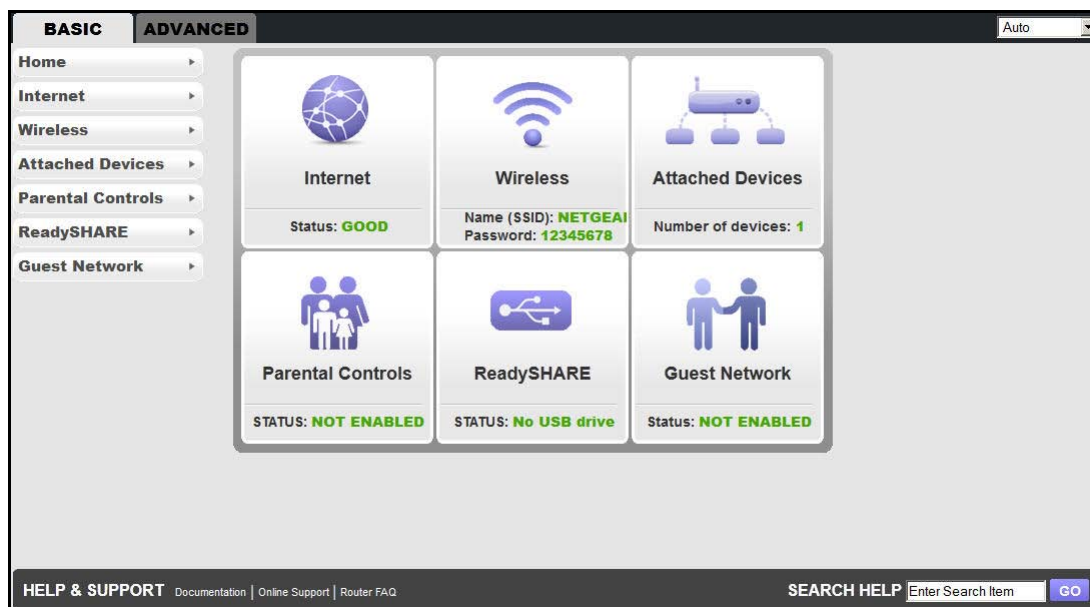 BASIC ADVANCED Auto
Home
Internet
Wireless
Attached Devices
Parental Controls
ReadySHARE
Guest Network
Internet
Status: GOOD
Wireless
Name (SSID): NETGEAI
Password: 12345678
Attached Devices
Number of devices: 1
Parental Controls
STATUS: NOT ENABLED
ReadySHARE
STATUS: No USB drive
Guest Network
Status: NOT ENABLED
HELP & SUPPORT Documentation | Online Support | Router FAQ SEARCH HELP Enter Search Item GO